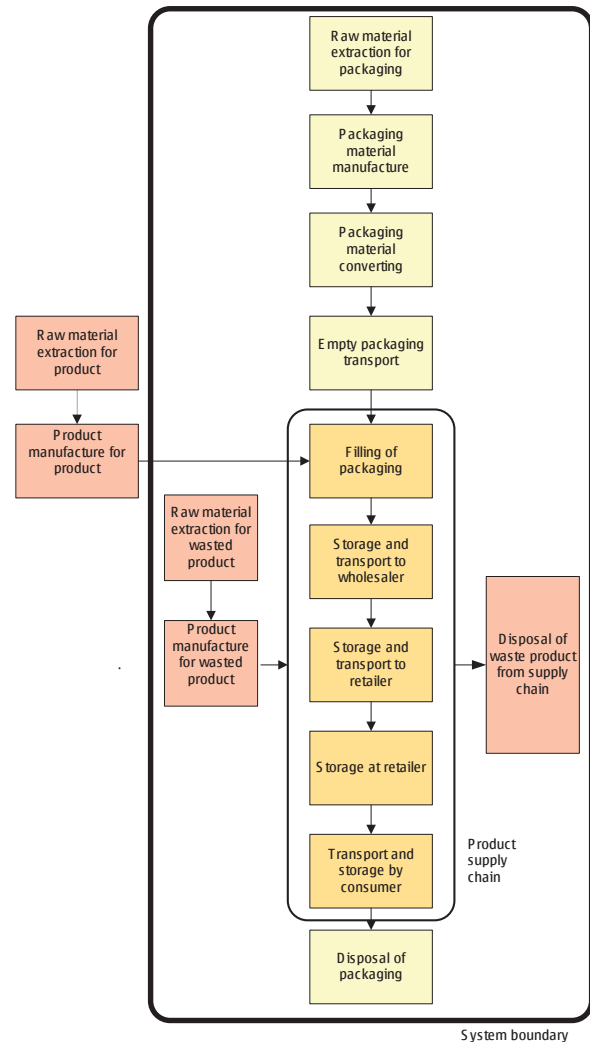 Raw material
extraction for
packaging
Packaging
material
manufacture
Packaging
material
converting
Raw material
extraction for
product
Empty packaging
transport
Product
manufacture for
product
Filling of
packaging
Raw material
extraction for
wasted
product
Storage and
transport to
wholesaler
Product
manufacture
for wasted
product
Storage and
transport to
retailer
Disposal of
waste product
from supply
chain
Storage at retailer
Transport and
storage by
consumer
Product
supply
chain
Disposal of
packaging
System boundary